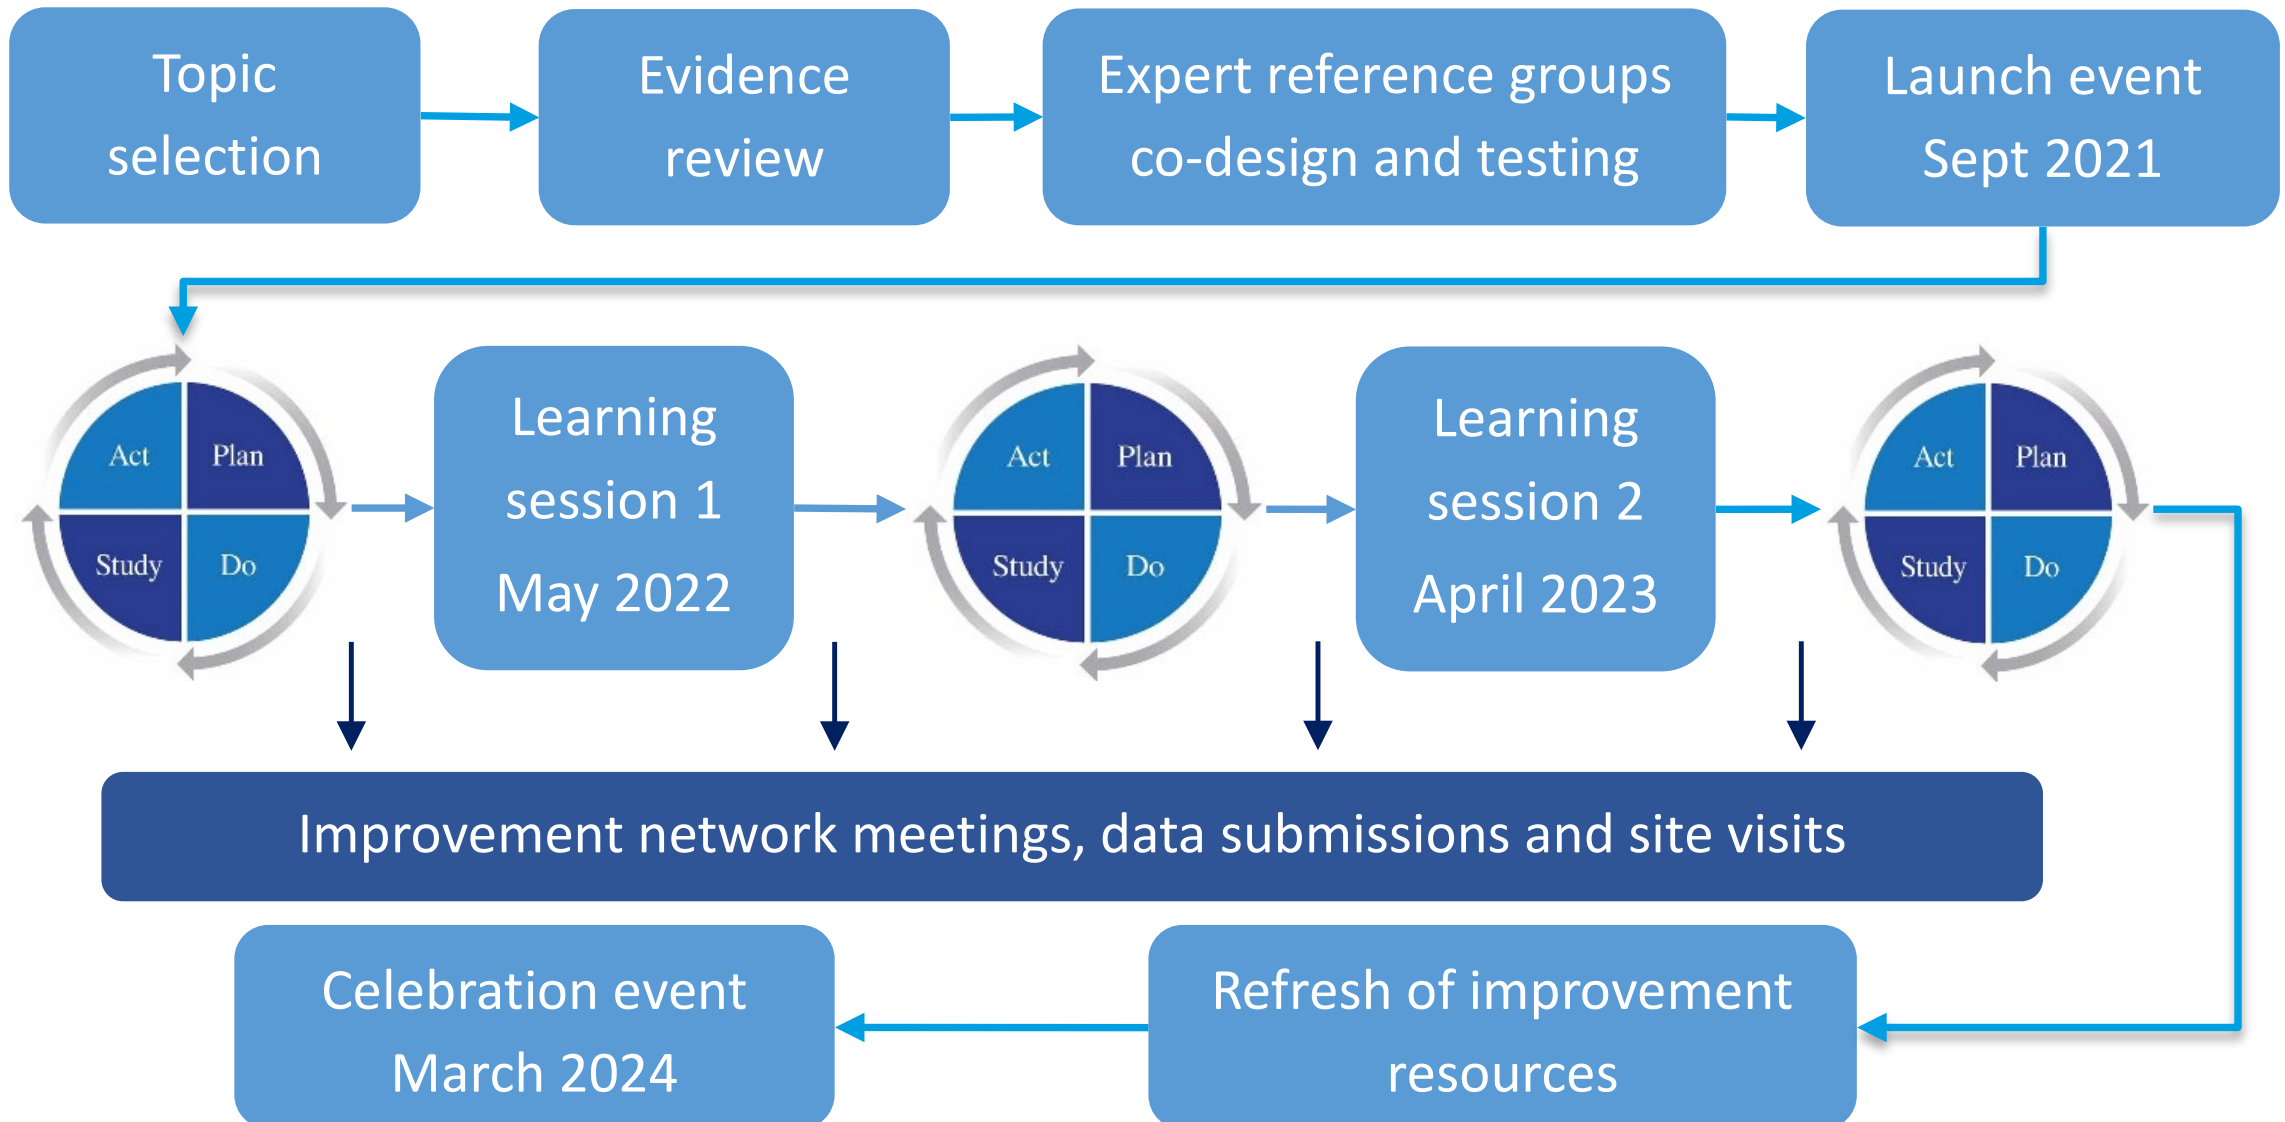 Topic
selection
Evidence
review
Expert reference groups
co-design and testing
Launch event
Sept 2021
Act
Plan
Study
Do
Learning
session 1
May 2022
Act
Plan
Study
Do
Learning
session 2
April 2023
Act
Plan
Study
Do
Improvement network meetings, data submissions and site visits
Celebration event
March 2024
Refresh of improvement
resources